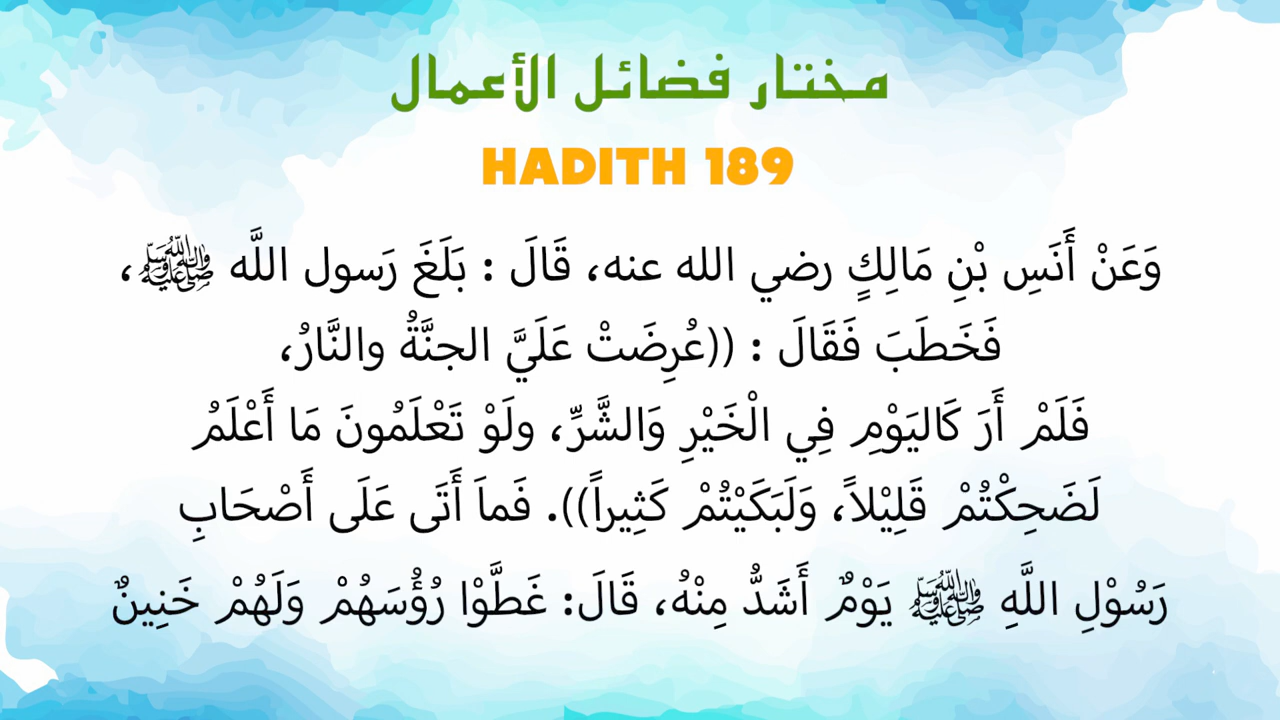 مختار فضائل الأعمال
HADITH 189
وَعَنْ أَنَسِ بْنِ مَالِكٍ رضي الله عنه، قَالَ : بَلَغَ رَسول اللَّه ﷺ،
فَخَطَبَ فَقَالَ : ((عُرِضَتْ عَلَيَّ الجنَّةُ والنَّارُ،
فَلَمْ أَرَ كَاليَوْمِ فِي الْخَيْرِ وَالشَّرِّ، ولَوْ تَعْلَمُونَ مَا أَعْلَمُ
لَضَحِكْتُمْ قَلِيْلاً، وَلَبَكَيْتُمْ كَثِيراً)). فَماَ أَتَى عَلَى أَصْحَابِ
رَسُوْلِ اللَّهِ ﷺ يَوْمٌ أَشَدُّ مِنْهُ، قَالَ: غَطَّوْا رُؤُسَهُمْ وَلَهُمْ خَنِينٌ